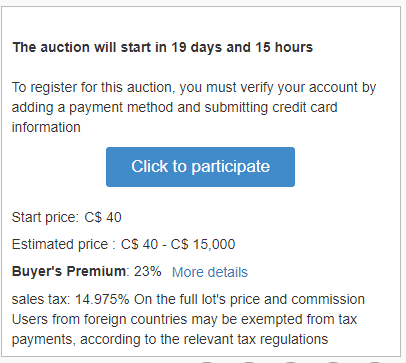 The auction will start in 19 days and 15 hours
To register for this auction, you must verify your account by
adding a payment method and submitting credit card
information
Click to participate
Start price: C$ 40
Estimated price : C$ 40 - C$ 15,000
Buyer's Premium: 23% More details
sales tax: 14.975% On the full lot's price and commission
Users from foreign countries may be exempted from tax
payments, according to the relevant tax regulations